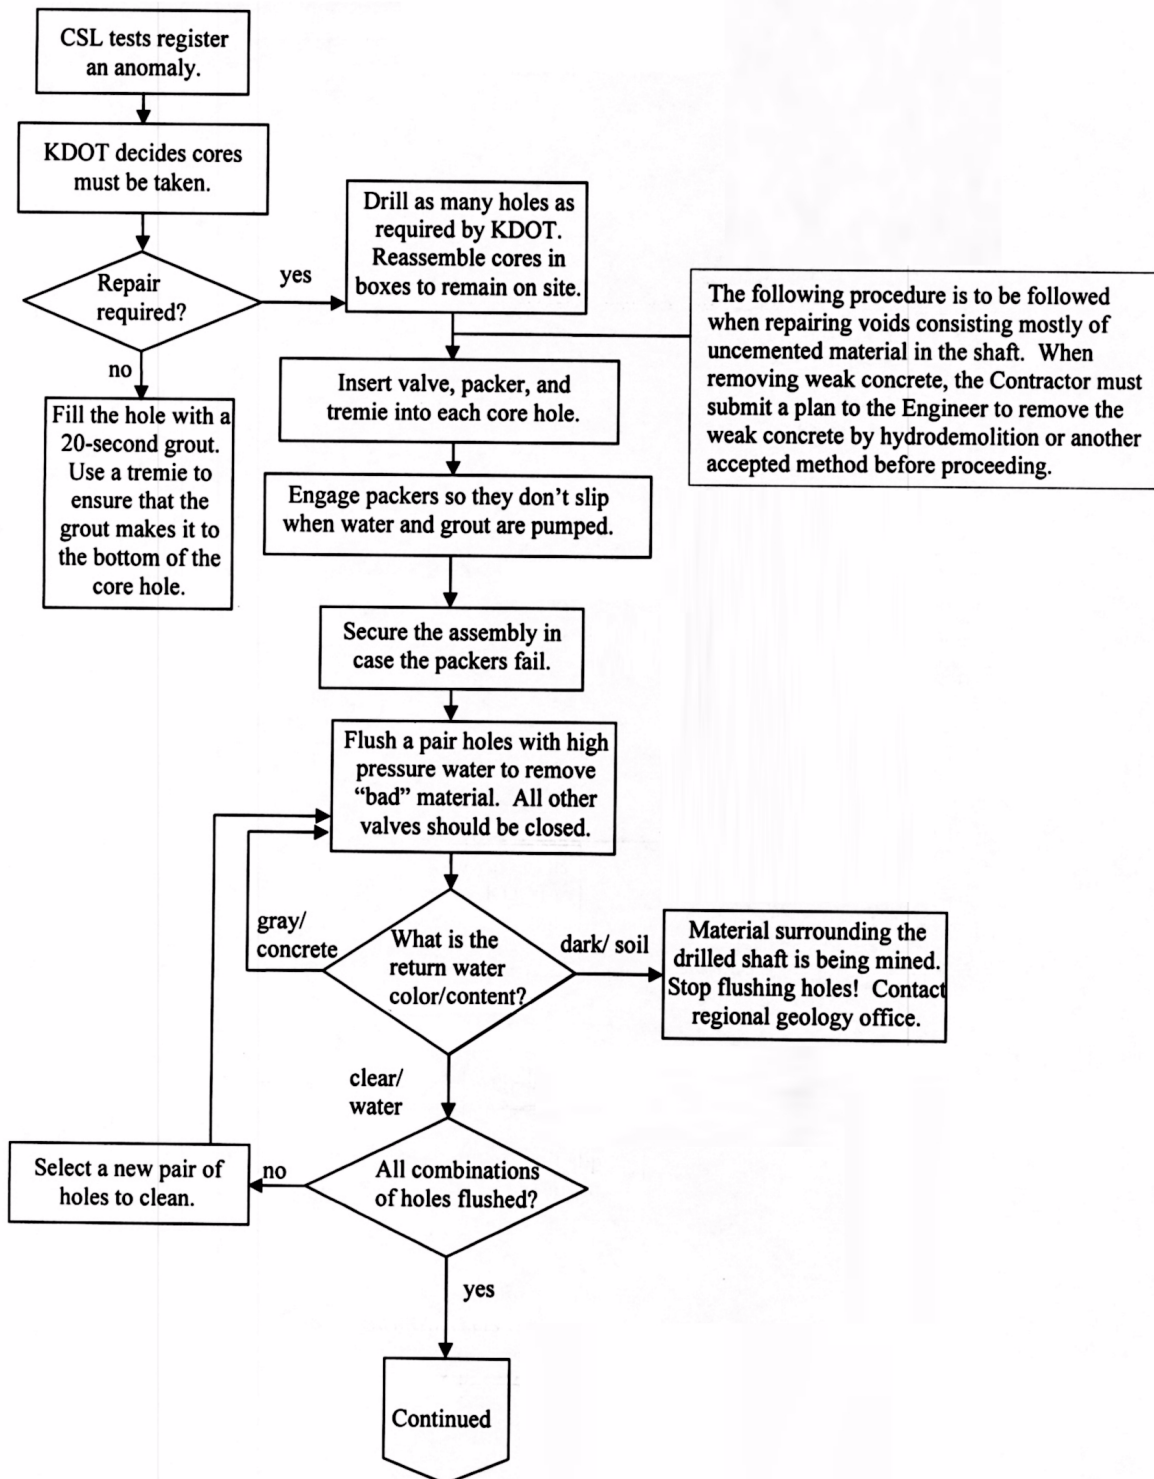 CSL tests register
an anomaly.
KDOT decides cores
must be taken.
Repair
required?
yes
no
Fill the hole with a
20-second grout.
Use a tremie to
ensure that the
grout makes it to
the bottom of the
core hole.
Drill as many holes as
required by KDOT.
Reassemble cores in
boxes to remain on site.
The following procedure is to be followed
when repairing voids consisting mostly of
uncemented material in the shaft.  When
removing weak concrete, the Contractor must
submit a plan to the Engineer to remove the
weak concrete by hydrodemolition or another
accepted method before proceeding.
Insert valve, packer, and
tremie into each core hole.
Engage packers so they don’t slip
when water and grout are pumped.
Secure the assembly in
case the packers fail.
Flush a pair holes with high
pressure water to remove
“bad” material.  All other
valves should be closed.
gray/
concrete
What is the
return water
color/content?
dark/ soil
Material surrounding the
drilled shaft is being mined.
Stop flushing holes!  Contact
regional geology office.
clear/
water
All combinations
of holes flushed?
no
Select a new pair of
holes to clean.
yes
Continued